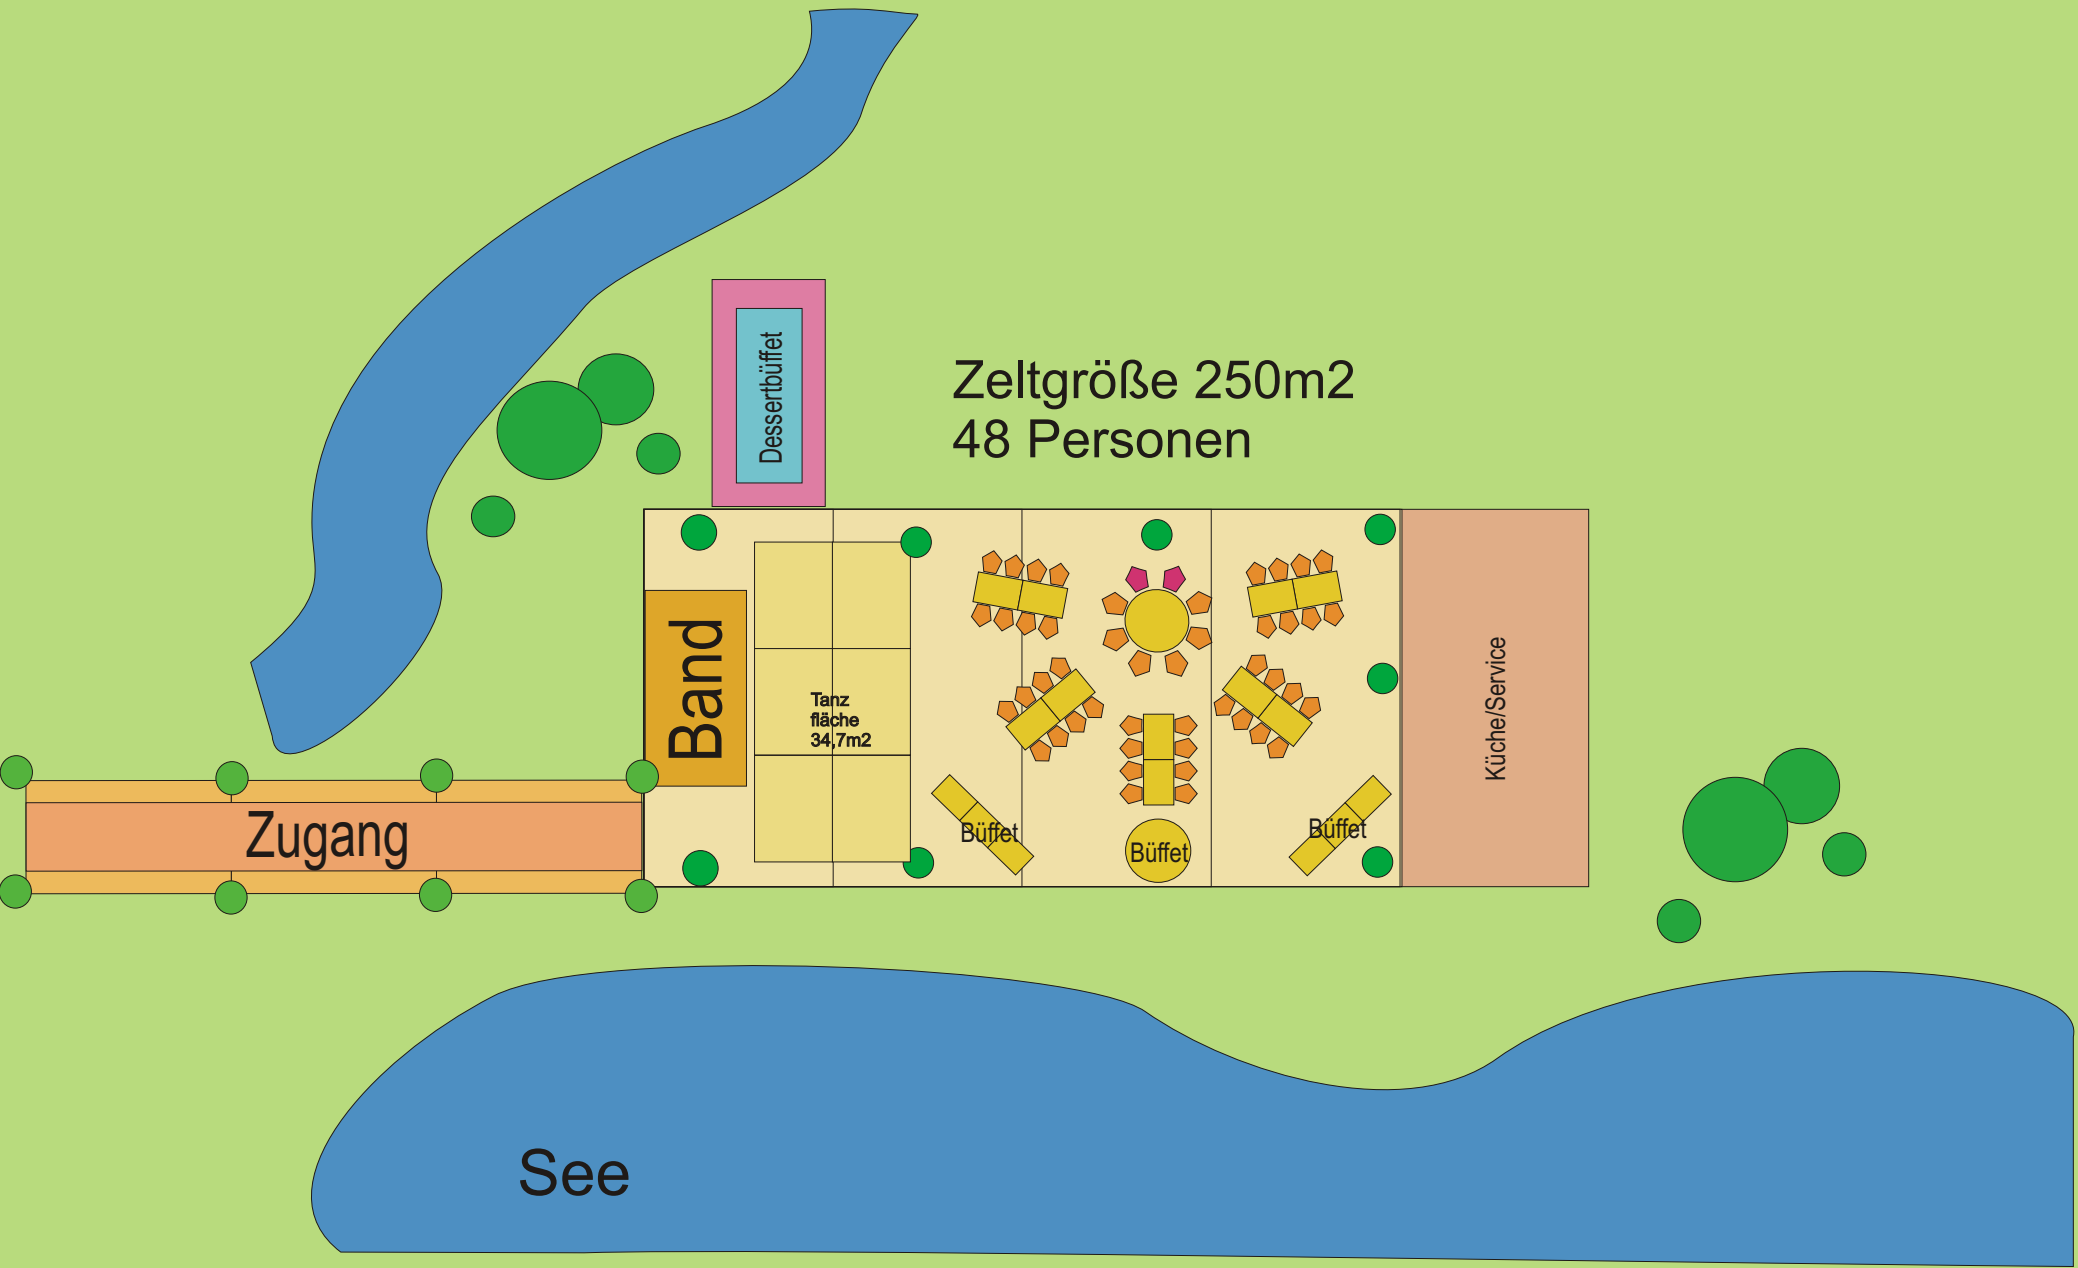 Dessertbüffet
Zeltgröße 250m2
48 Personen
Band
Tanz
fläche
34,7m2
Küche/Service
Zugang
Büffet
Büffet
Büffet
See